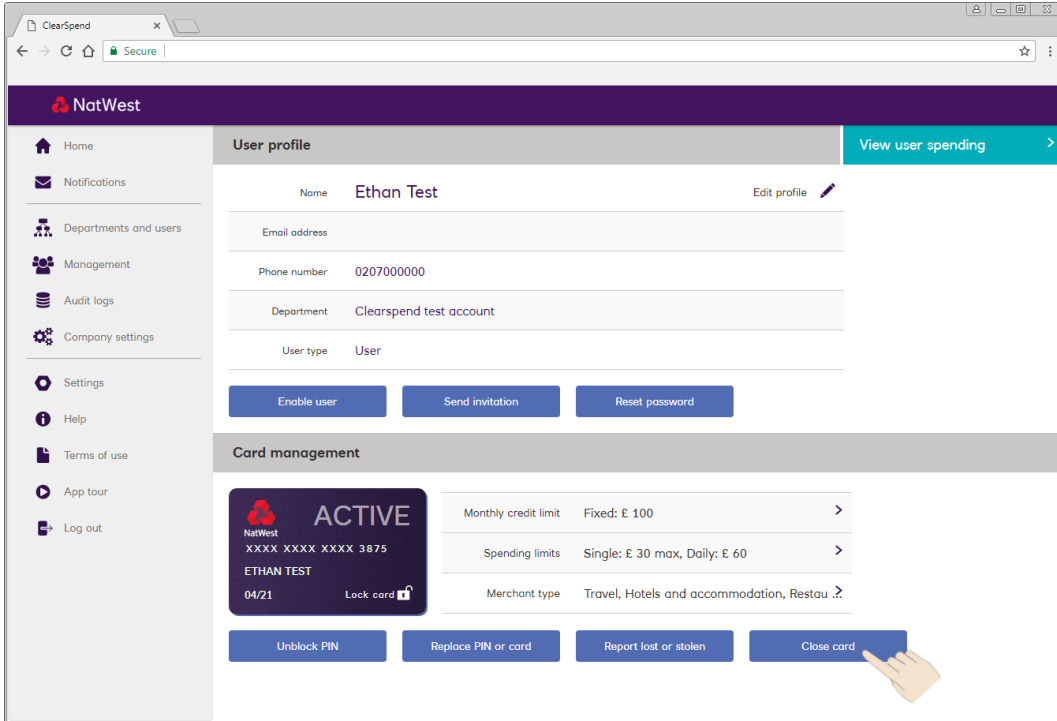 ClearSpend
Secure
NatWest
Home
Notifications
Departments and users
Management
Audit logs
Company settings
Settings
Help
Terms of use
App tour
Log out
User profile
View user spending
Name Ethan Test Edit profile
Email address
Phone number 0207000000
Department Clearspend test account
User type User
Enable user Send invitation Reset password
Card management
NatWest ACTIVE
XXXX XXXX XXXX 3875
ETHAN TEST
04/21 Lock card
Monthly credit limit Fixed: £ 100
Spending limits Single: £ 30 max, Daily: £ 60
Merchant type Travel, Hotels and accommodation, Restau ..
Unblock PIN Replace PIN or card Report lost or stolen Close card